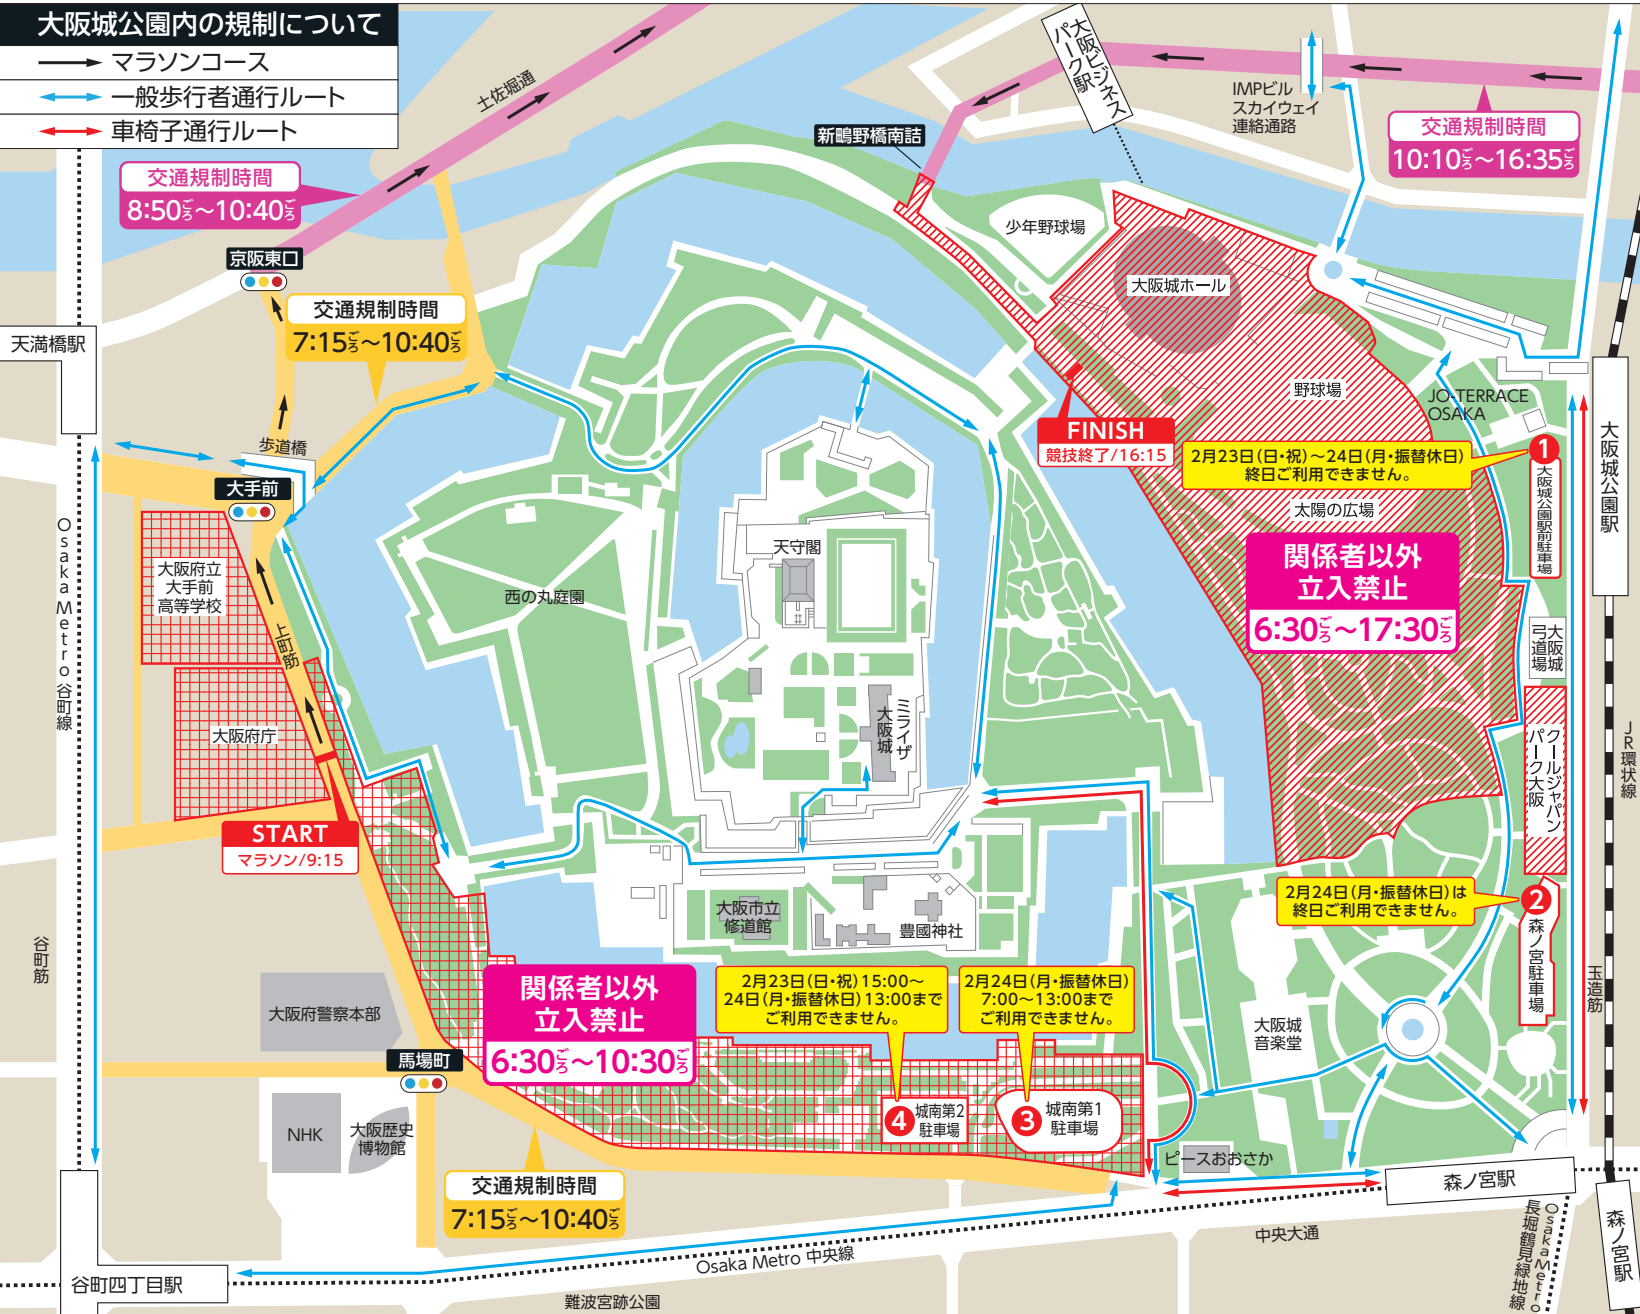 大阪城公園内の規制について
マラソンコース
一般歩行者通行ルート
車椅子通行ルート
土佐堀通
大阪ビジネス
パーク駅
IMPビル
スカイウェイ
連絡通路
交通規制時間
10:10ごろ～16:35ごろ
新鴫野橋南詰
交通規制時間
8:50ごろ～10:40ごろ
少年野球場
京阪東口
大阪城ホール
交通規制時間
7:15ごろ～10:40ごろ
天満橋駅
野球場
JO-TERRACE
OSAKA
歩道橋
FINISH
競技終了/16:15
2月23日(日・祝)～24日(月・振替休日)
終日ご利用できません。
1
大阪城公園駅前駐車場
大阪城公園駅
大手前
太陽の広場
Osaka Metro 谷町線
大阪府立
大手前
高等学校
天守閣
関係者以外
立入禁止
6:30ごろ～17:30ごろ
西の丸庭園
上町筋
大阪城
弓道場
大阪府庁
ミライザ
大阪城
クールジャパン
パーク大阪
JR環状線
START
マラソン/9:15
2月24日(月・振替休日)は
終日ご利用できません。
2
森ノ宮駐車場
大阪市立
修道館
豊國神社
谷町筋
玉造筋
関係者以外
立入禁止
6:30ごろ～10:30ごろ
2月23日(日・祝)15:00～
24日(月・振替休日)13:00まで
ご利用できません。
2月24日(月・振替休日)
7:00～13:00まで
ご利用できません。
大阪府警察本部
大阪城
音楽堂
馬場町
4
城南第2
駐車場
3
城南第1
駐車場
NHK
大阪歴史
博物館
ピースおおさか
交通規制時間
7:15ごろ～10:40ごろ
森ノ宮駅
森ノ宮駅
中央大通
Osaka Metro
長堀鶴見緑地線
Osaka Metro 中央線
谷町四丁目駅
難波宮跡公園